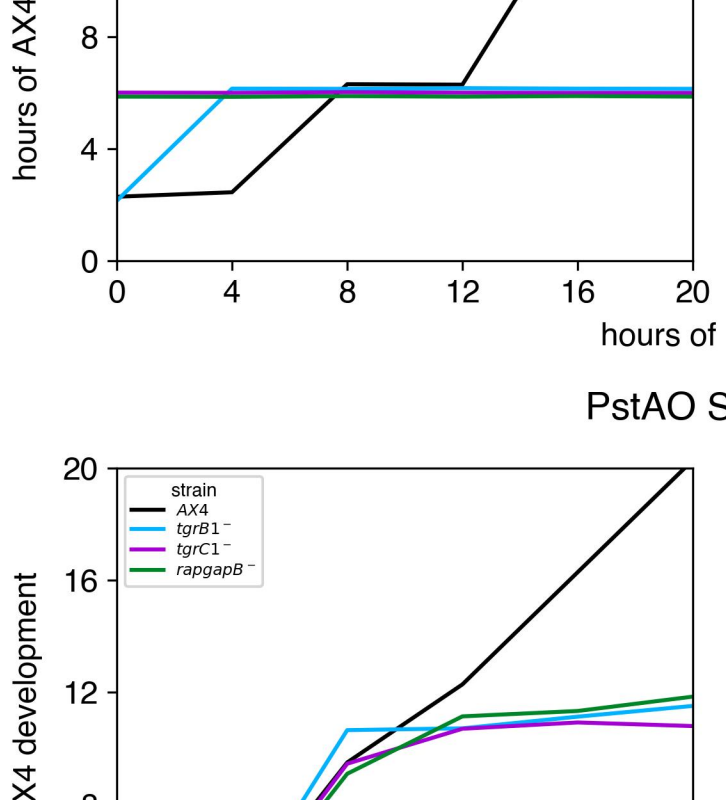 hours of AX4
8
4
0
0 4 8 12 16 20
hours of
PstAO
X4 development
20
16
12
strain
AX4
tgrB1⁻
tgrC1⁻
rapgapB⁻